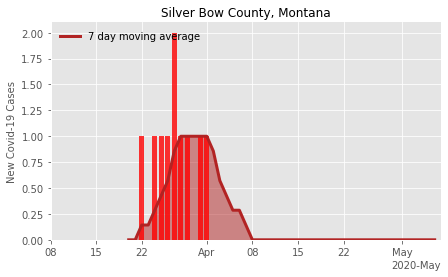 Silver Bow County, Montana
7 day moving average
New Covid-19 Cases
2.00
1.75
1.50
1.25
1.00
0.75
0.50
0.25
0.00
08 15 22 Apr 08 15 22 May
2020-May